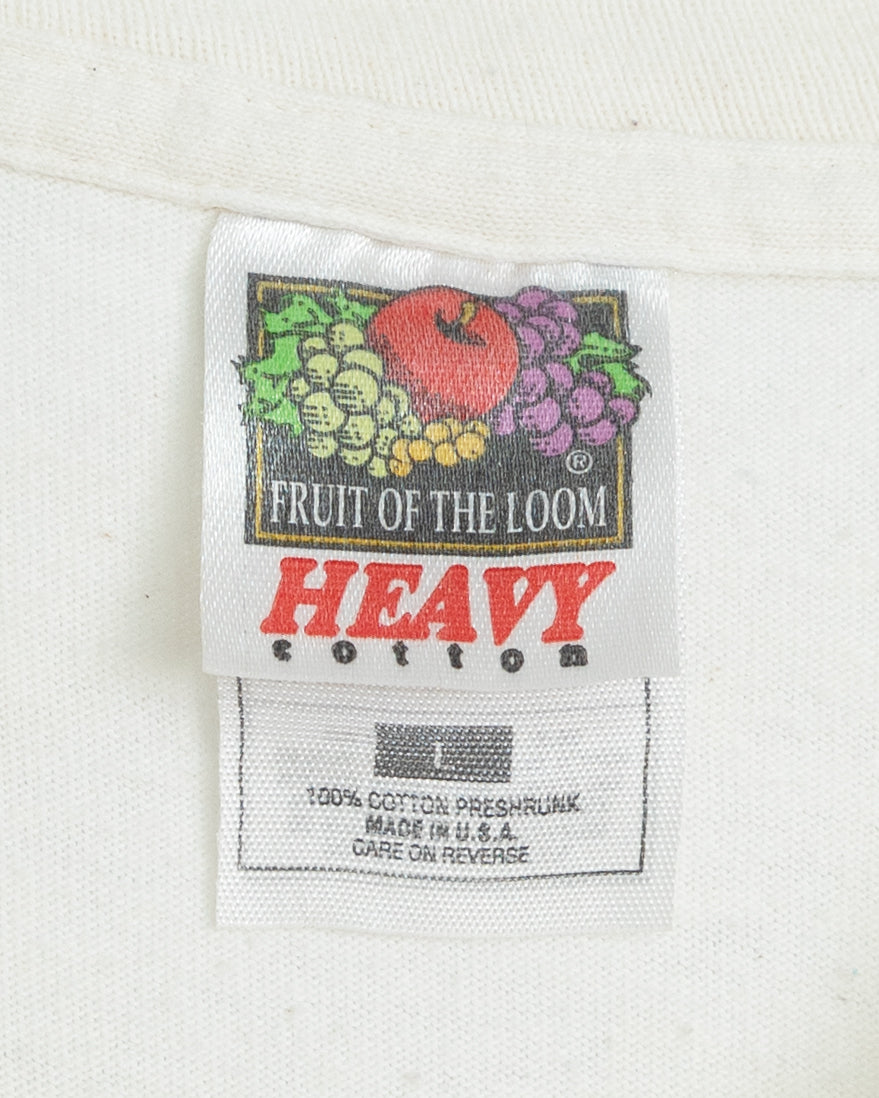 ®
FRUIT OF THE LOOM
HEAVY
cotton
L
100% COTTON PRESHRUNK
MADE IN U.S.A.
CARE ON REVERSE